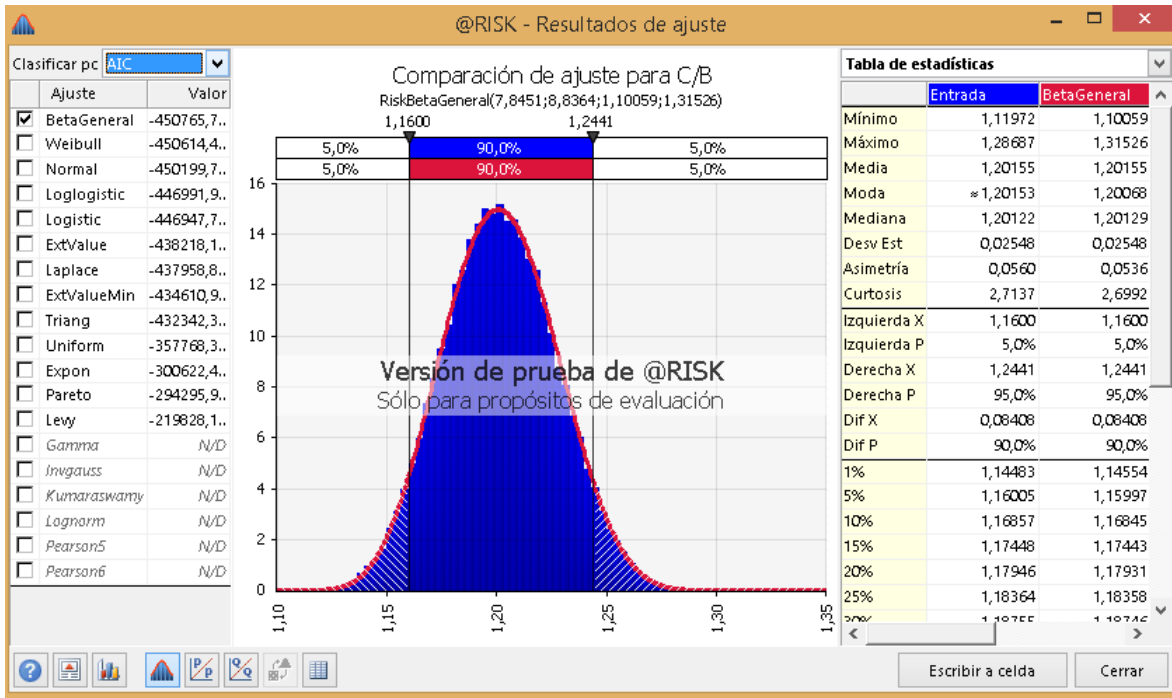 @RISK - Resultados de ajuste
Clasificar pc AIC
Ajuste Valor
BetaGeneral -450765,7..
Weibull -450614,4..
Normal -450199,7..
Loglogistic -446991,9..
Logistic -446947,7..
ExtValue -438218,1..
Laplace -437958,8..
ExtValueMin -434610,9..
Triang -432342,3..
Uniform -357768,3..
Expon -300622,4..
Pareto -294295,9..
Levy -219828,1..
Gamma N/D
Invgauss N/D
Kumaraswamy N/D
Lognorm N/D
Pearson5 N/D
Pearson6 N/D
Comparación de ajuste para C/B
RiskBetaGeneral(7,8451;8,8364;1,10059;1,31526)
1,1600 1,2441
5,0% 90,0% 5,0%
5,0% 90,0% 5,0%
16
14
12
10
8
6
4
2
0
Versión de prueba de @RISK
Sólo para propósitos de evaluación
1,10 1,15 1,20 1,25 1,30 1,35
Tabla de estadísticas
Entrada BetaGeneral
Mínimo 1,11972 1,10059
Máximo 1,28687 1,31526
Media 1,20155 1,20155
Moda ≈1,20153 1,20068
Mediana 1,20122 1,20129
Desv Est 0,02548 0,02548
Asimetría 0,0560 0,0536
Curtosis 2,7137 2,6992
Izquierda X 1,1600 1,1600
Izquierda P 5,0% 5,0%
Derecha X 1,2441 1,2441
Derecha P 95,0% 95,0%
Dif X 0,08408 0,08408
Dif P 90,0% 90,0%
1% 1,14483 1,14554
5% 1,16005 1,15997
10% 1,16857 1,16845
15% 1,17448 1,17443
20% 1,17946 1,17931
25% 1,18364 1,18358
30% 1,18755 1,18746
P/P
Q/Q
Escribir a celda
Cerrar